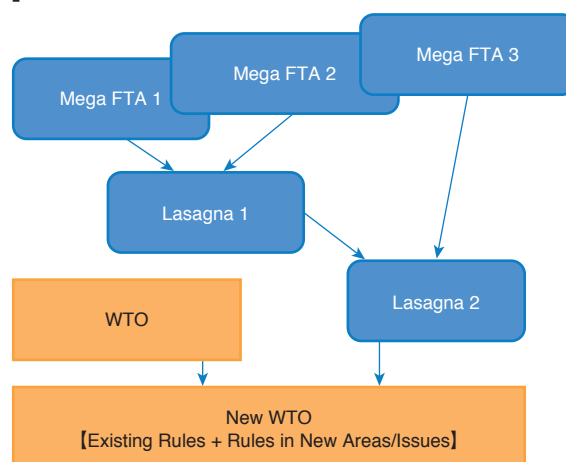 Mega FTA 1
Mega FTA 2
Mega FTA 3
Lasagna 1
Lasagna 2
WTO
New WTO
【Existing Rules + Rules in New Areas/Issues】